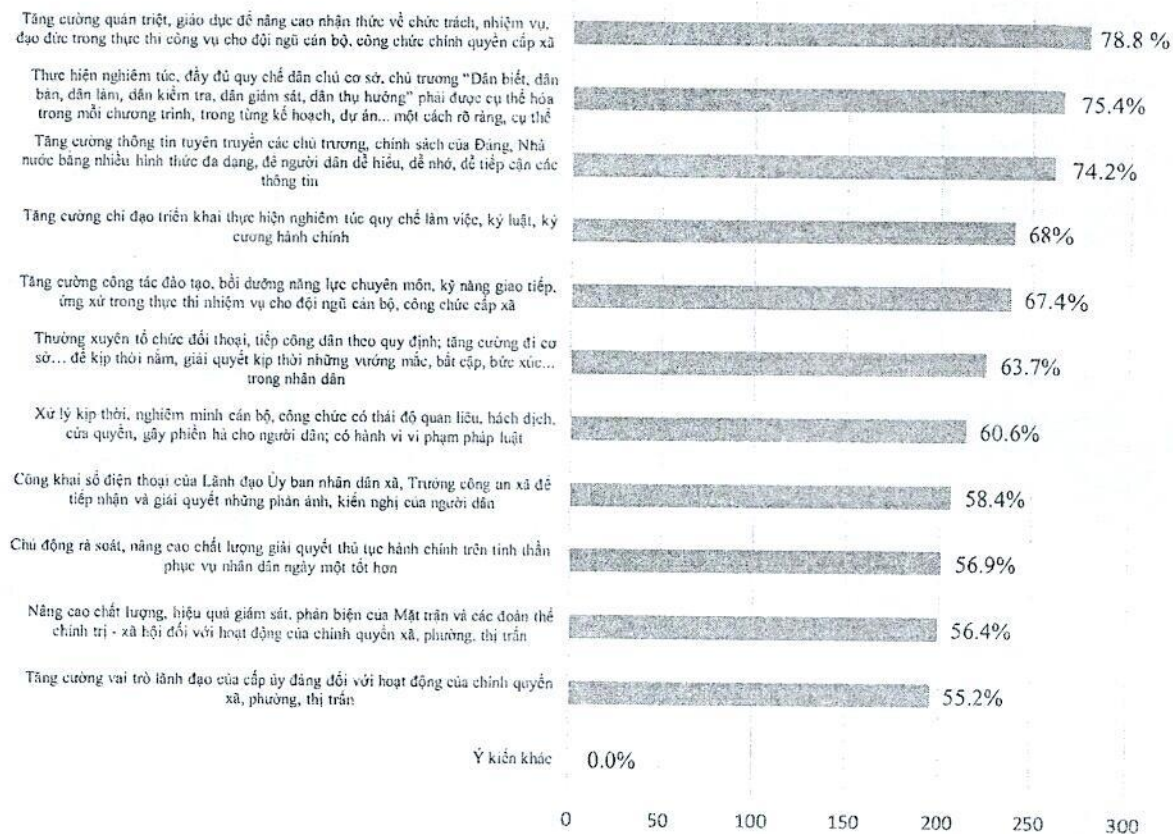 Tăng cường quán triệt, giáo dục để nâng cao nhận thức về chức trách, nhiệm vụ,
đạo đức trong thực thi công vụ cho đội ngũ cán bộ, công chức chính quyền cấp xã
78.8 %
Thực hiện nghiêm túc, đầy đủ quy chế dân chủ cơ sở, chủ trương "Dân biết, dân
bàn, dân làm, dân kiểm tra, dân giám sát, dân thụ hưởng" phải được cụ thể hóa
trong mỗi chương trình, trong từng kế hoạch, dự án... một cách rõ ràng, cụ thể
75.4%
Tăng cường thông tin tuyên truyền các chủ trương, chính sách của Đảng, Nhà
nước bằng nhiều hình thức đa dạng, để người dân dễ hiểu, dễ nhớ, dễ tiếp cận các
thông tin
74.2%
Tăng cường chỉ đạo triển khai thực hiện nghiêm túc quy chế làm việc, kỷ luật, kỷ
cương hành chính
68%
Tăng cường công tác đào tạo, bồi dưỡng năng lực chuyên môn, kỹ năng giao tiếp,
ứng xử trong thực thi nhiệm vụ cho đội ngũ cán bộ, công chức cấp xã
67.4%
Thường xuyên tổ chức đối thoại, tiếp công dân theo quy định; tăng cường đi cơ
sở... để kịp thời nắm, giải quyết kịp thời những vướng mắc, bất cập, bức xúc...
trong nhân dân
63.7%
Xử lý kịp thời, nghiêm minh cán bộ, công chức có thái độ quan liêu, hách dịch,
cửa quyền, gây phiền hà cho người dân; có hành vi vi phạm pháp luật
60.6%
Công khai số điện thoại của Lãnh đạo Ủy ban nhân dân xã, Trưởng công an xã để
tiếp nhận và giải quyết những phản ánh, kiến nghị của người dân
58.4%
Chủ động rà soát, nâng cao chất lượng giải quyết thủ tục hành chính trên tinh thần
phục vụ nhân dân ngày một tốt hơn
56.9%
Nâng cao chất lượng, hiệu quả giám sát, phản biện của Mặt trận và các đoàn thể
chính trị - xã hội đối với hoạt động của chính quyền xã, phường, thị trấn
56.4%
Tăng cường vai trò lãnh đạo của cấp ủy đảng đối với hoạt động của chính quyền
xã, phường, thị trấn
55.2%
Ý kiến khác
0.0%
0 50 100 150 200 250 300